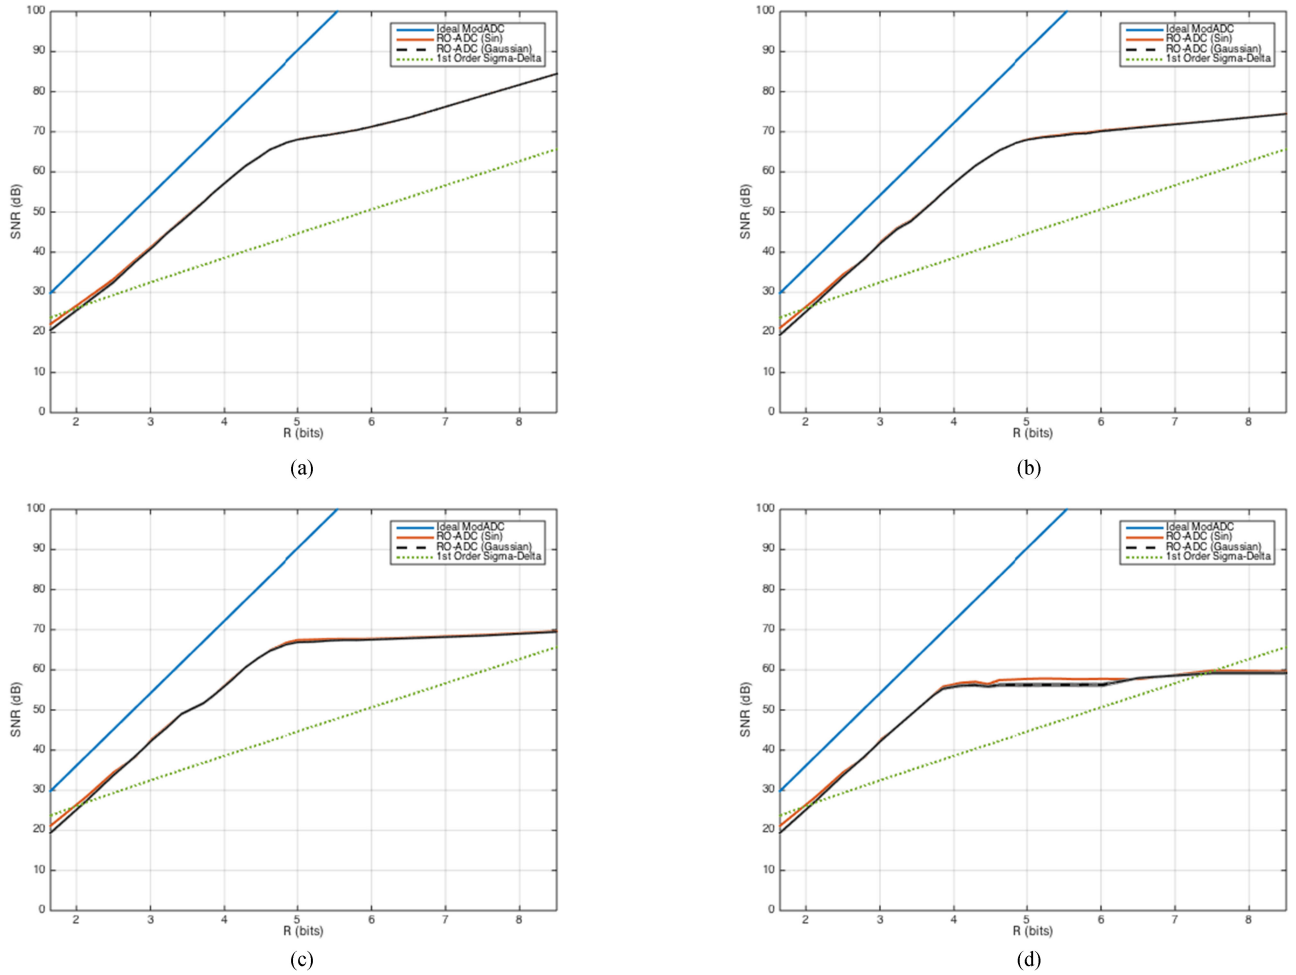 100
90
80
70
60
50
40
30
20
10
0
SNR (dB)
2 3 4 5 6 7 8
R (bits)
Ideal ModADC
RO-ADC (Sin)
RO-ADC (Gaussian)
1st Order Sigma-Delta
(a)
100
90
80
70
60
50
40
30
20
10
0
SNR (dB)
2 3 4 5 6 7 8
R (bits)
Ideal ModADC
RO-ADC (Sin)
RO-ADC (Gaussian)
1st Order Sigma-Delta
(b)
100
90
80
70
60
50
40
30
20
10
0
SNR (dB)
2 3 4 5 6 7 8
R (bits)
Ideal ModADC
RO-ADC (Sin)
RO-ADC (Gaussian)
1st Order Sigma-Delta
(c)
100
90
80
70
60
50
40
30
20
10
0
SNR (dB)
2 3 4 5 6 7 8
R (bits)
Ideal ModADC
RO-ADC (Sin)
RO-ADC (Gaussian)
1st Order Sigma-Delta
(d)